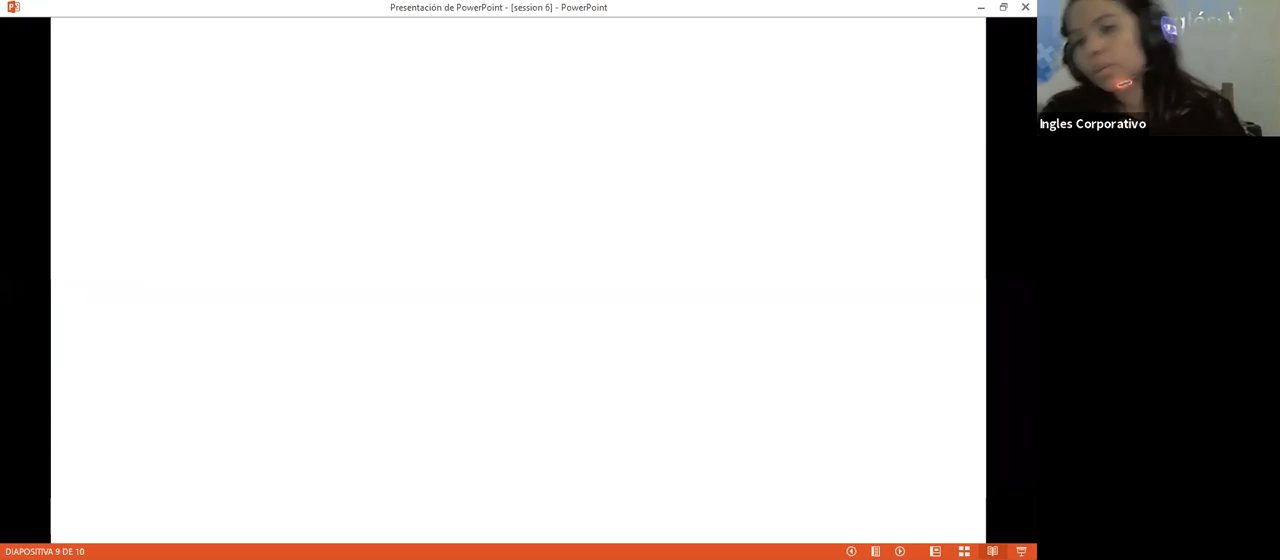 Presentación de PowerPoint - [session 6] - PowerPoint
Ingles Corporativo
DIAPOSITIVA 9 DE 10